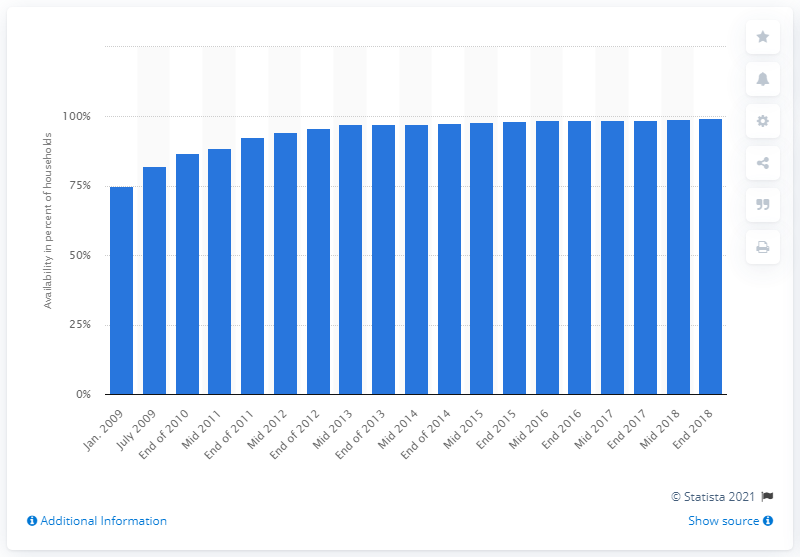 Availability in percent of households
100%
75%
50%
25%
0%
Jan. 2009
July 2009
End of 2010
Mid 2011
End of 2011
Mid 2012
End of 2012
Mid 2013
End of 2013
Mid 2014
End of 2014
Mid 2015
End 2015
Mid 2016
End 2016
Mid 2017
End 2017
Mid 2018
End 2018
© Statista 2021
Additional Information
Show source